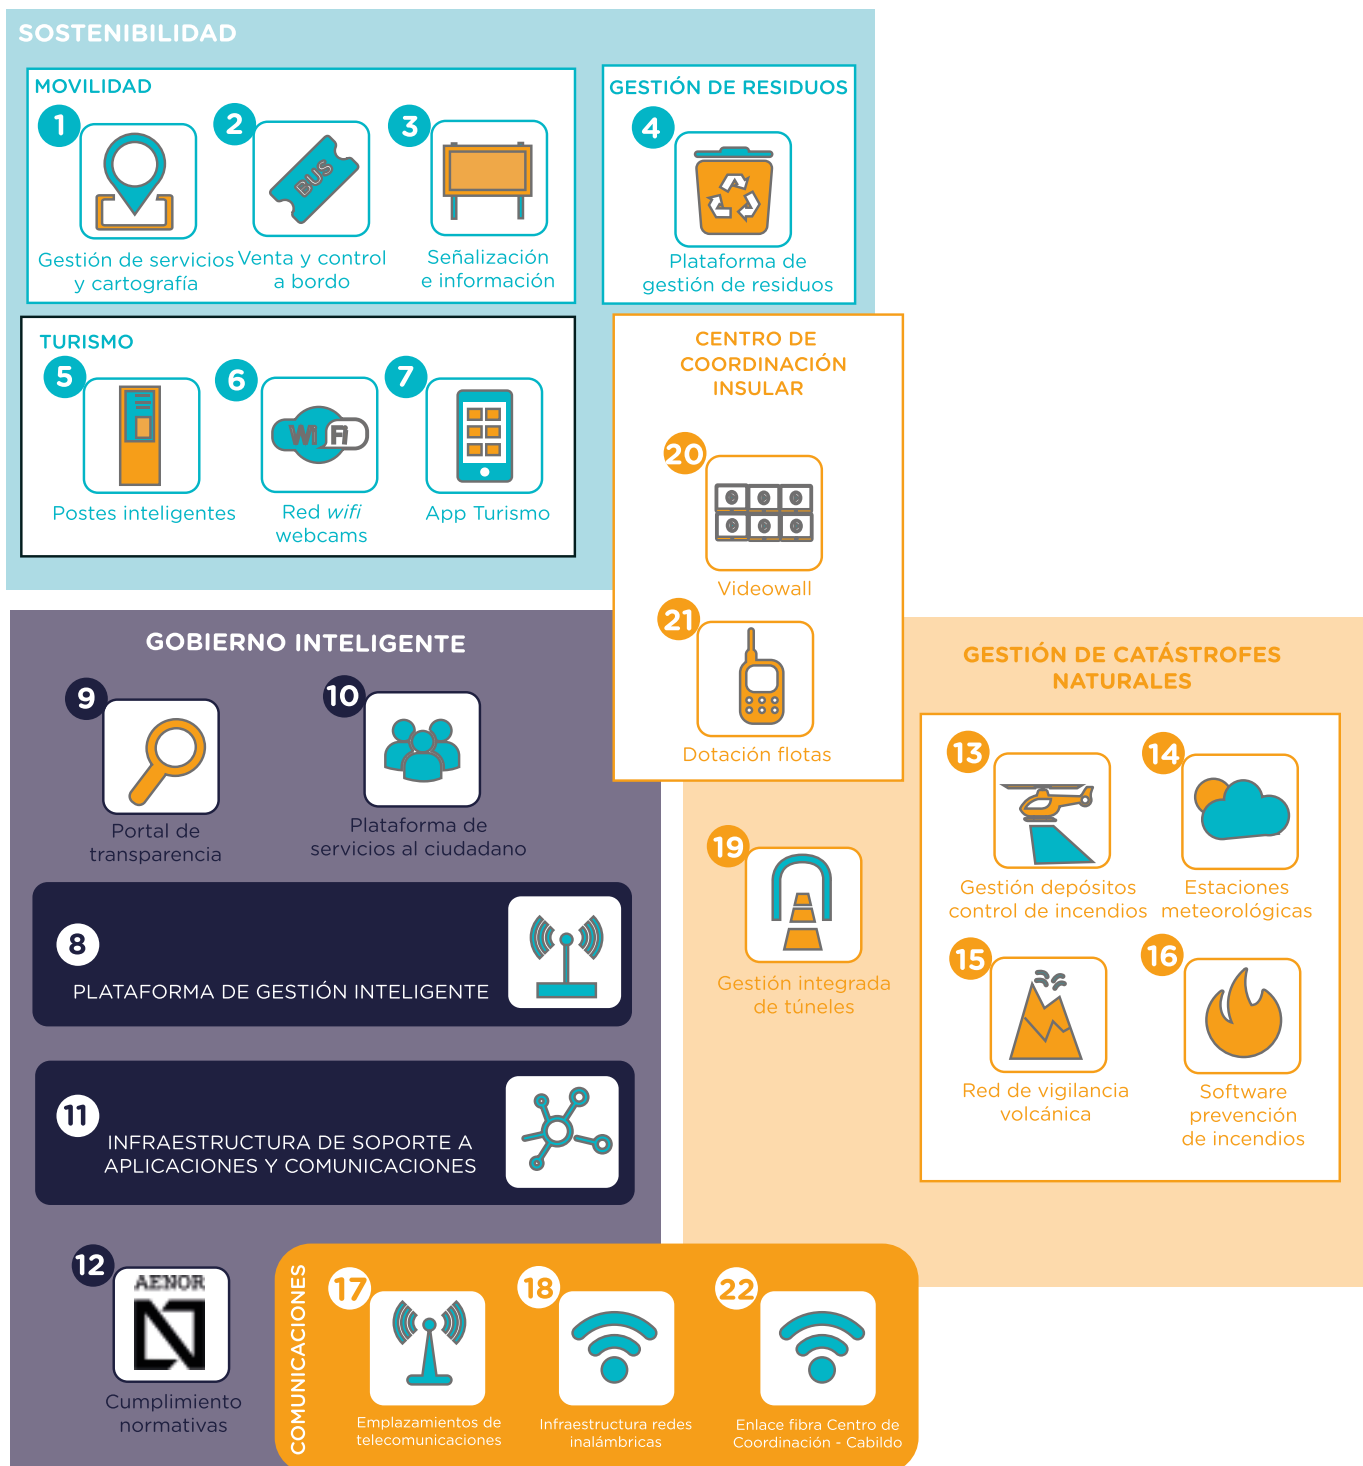 SOSTENIBILIDAD
MOVILIDAD
1
Gestión de servicios
y cartografía
2
BUS
Venta y control
a bordo
3
Señalización
e información
GESTIÓN DE RESIDUOS
4
Plataforma de
gestión de residuos
TURISMO
5
Postes inteligentes
6
Wi Fi
Red wifi
webcams
7
App Turismo
CENTRO DE
COORDINACIÓN
INSULAR
20
Videowall
21
Dotación flotas
GOBIERNO INTELIGENTE
9
Portal de
transparencia
10
Plataforma de
servicios al ciudadano
8
PLATAFORMA DE GESTIÓN INTELIGENTE
11
INFRAESTRUCTURA DE SOPORTE A
APLICACIONES Y COMUNICACIONES
12
AENOR
N
Cumplimiento
normativas
GESTIÓN DE CATÁSTROFES
NATURALES
13
Gestión depósitos
control de incendios
14
Estaciones
meteorológicas
15
Red de vigilancia
volcánica
16
Software
prevención
de incendios
19
Gestión integrada
de túneles
COMUNICACIONES
17
Emplazamientos de
telecomunicaciones
18
Infraestructura redes
inalámbricas
22
Enlace fibra Centro de
Coordinación - Cabildo